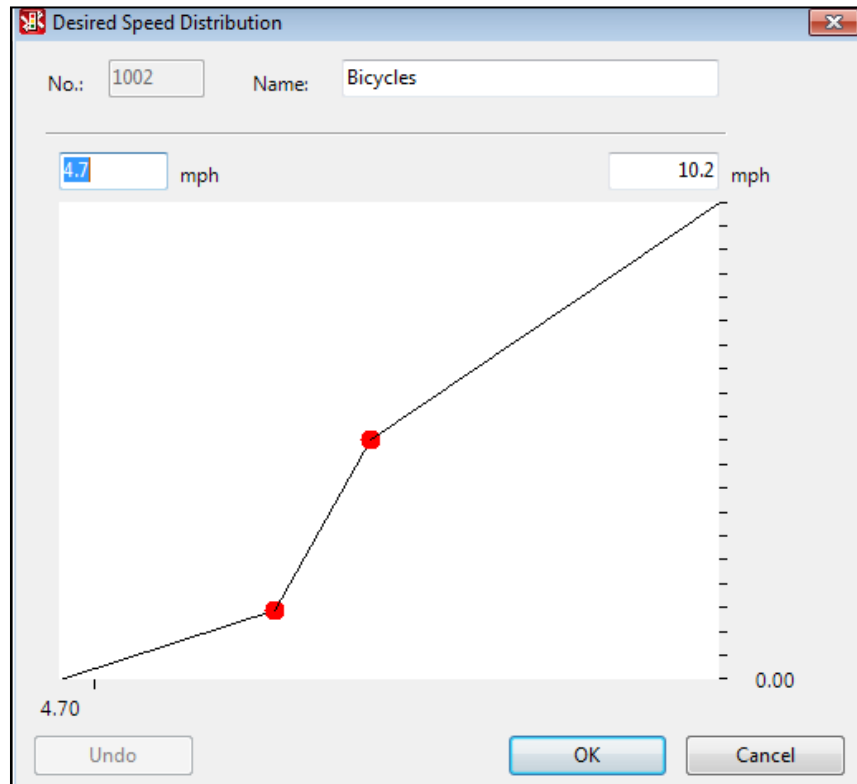 Desired Speed Distribution
No.: 1002 Name: Bicycles
4.7 mph 10.2 mph
0.00
4.70
Undo OK Cancel